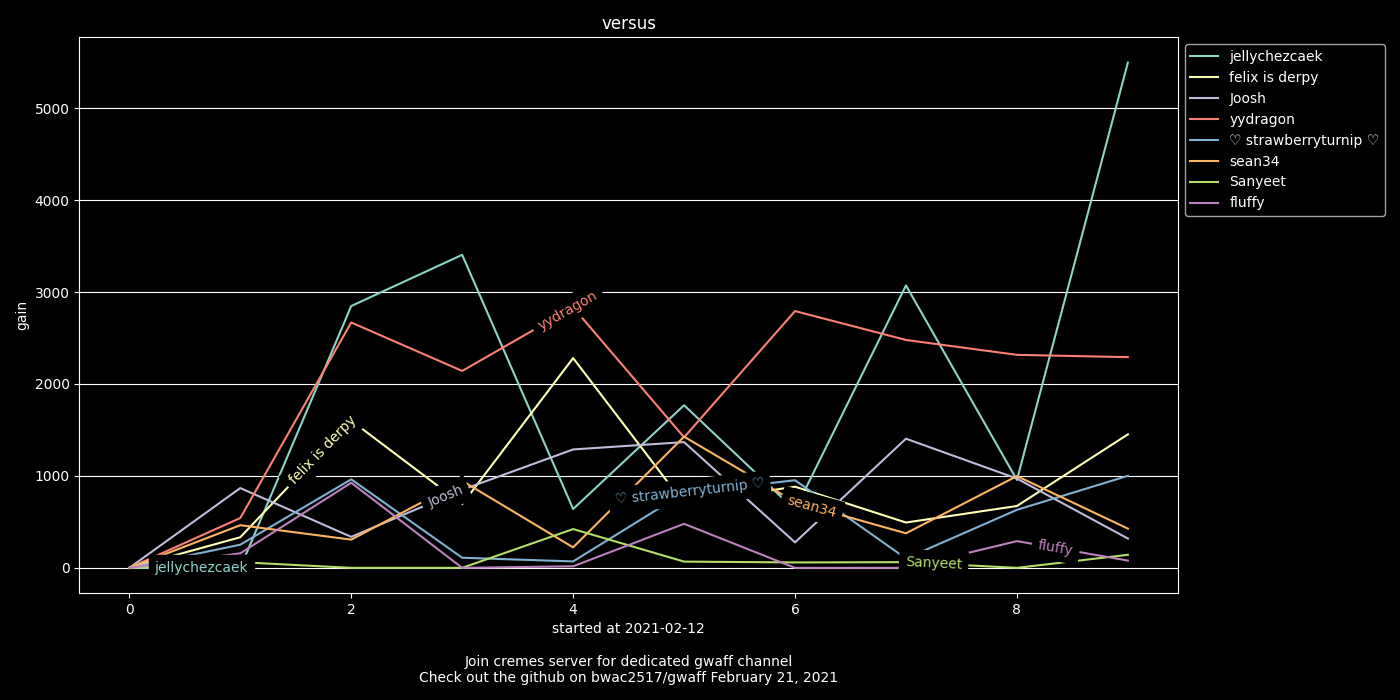 versus
jellychezcaek
felix is derpy
Joosh
yydragon
♡ strawberryturnip ♡
sean34
Sanyeet
fluffy
gain
5000
4000
3000
2000
1000
0
yydragon
felix is derpy
Joosh
♡ strawberryturnip ♡
sean34
fluffy
Sanyeet
jellychezcaek
0 2 4 6 8
started at 2021-02-12
Join cremes server for dedicated gwaff channel
Check out the github on bwac2517/gwaff February 21, 2021